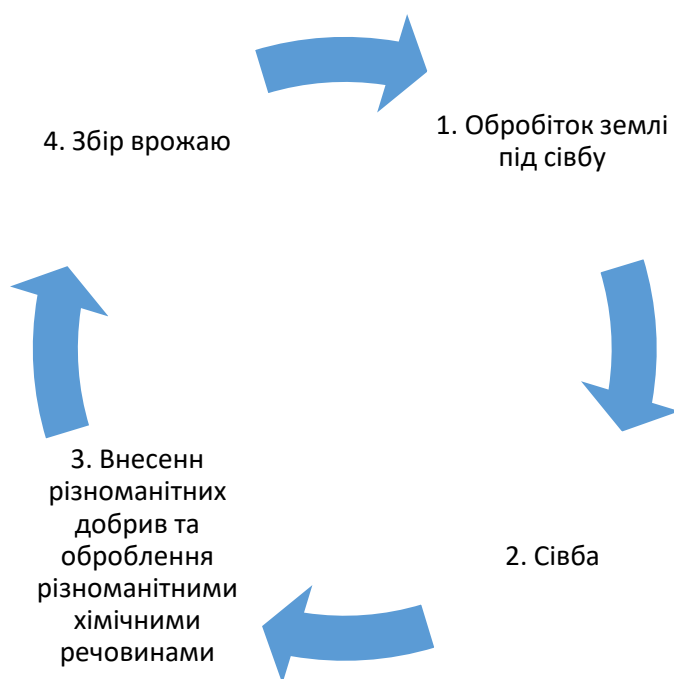 1. Обробіток землі
під сівбу
2. Сівба
3. Внесенн
різноманітних
добрив та
оброблення
різноманітними
хімічними
речовинами
4. Збір врожаю